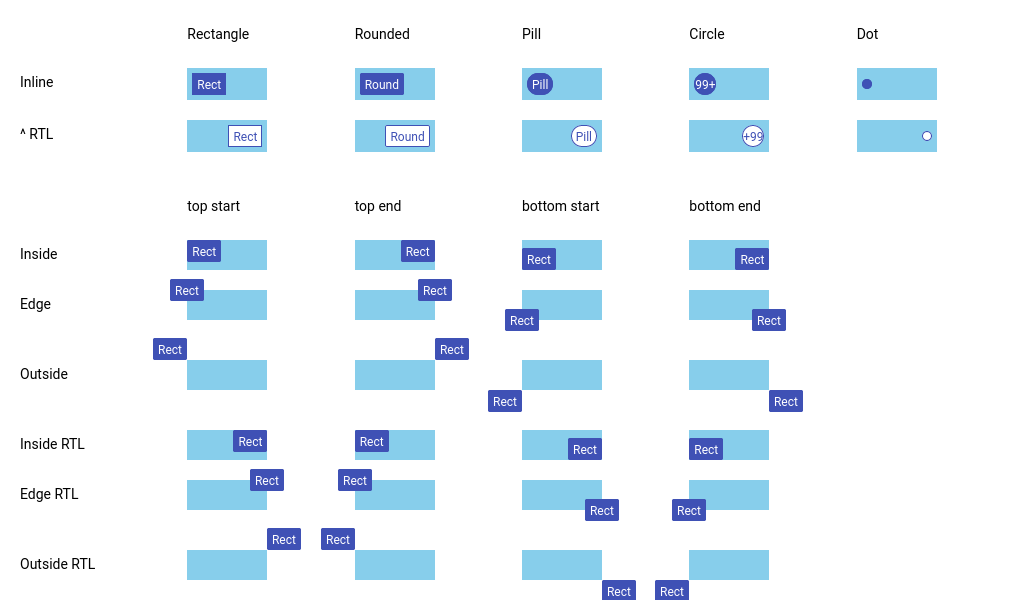 Rectangle Rounded Pill Circle Dot
Inline Rect Round Pill 99+
^ RTL Rect Round Pill +99
top start top end bottom start bottom end
Inside Rect Rect Rect Rect
Edge Rect Rect Rect Rect
Outside Rect Rect Rect Rect
Inside RTL Rect Rect Rect Rect
Edge RTL Rect Rect Rect Rect
Outside RTL Rect Rect Rect Rect